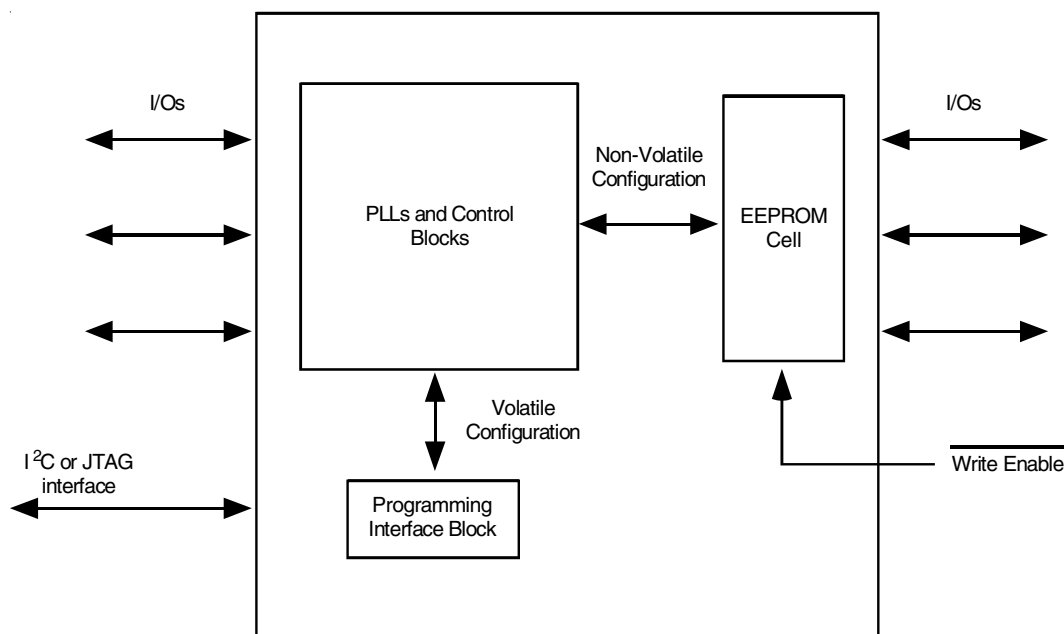 I/Os
I/Os
Non-Volatile
Configuration
PLLs and Control
Blocks
EEPROM
Cell
Volatile
Configuration
I²C or JTAG
interface
Write Enable
Programming
Interface Block